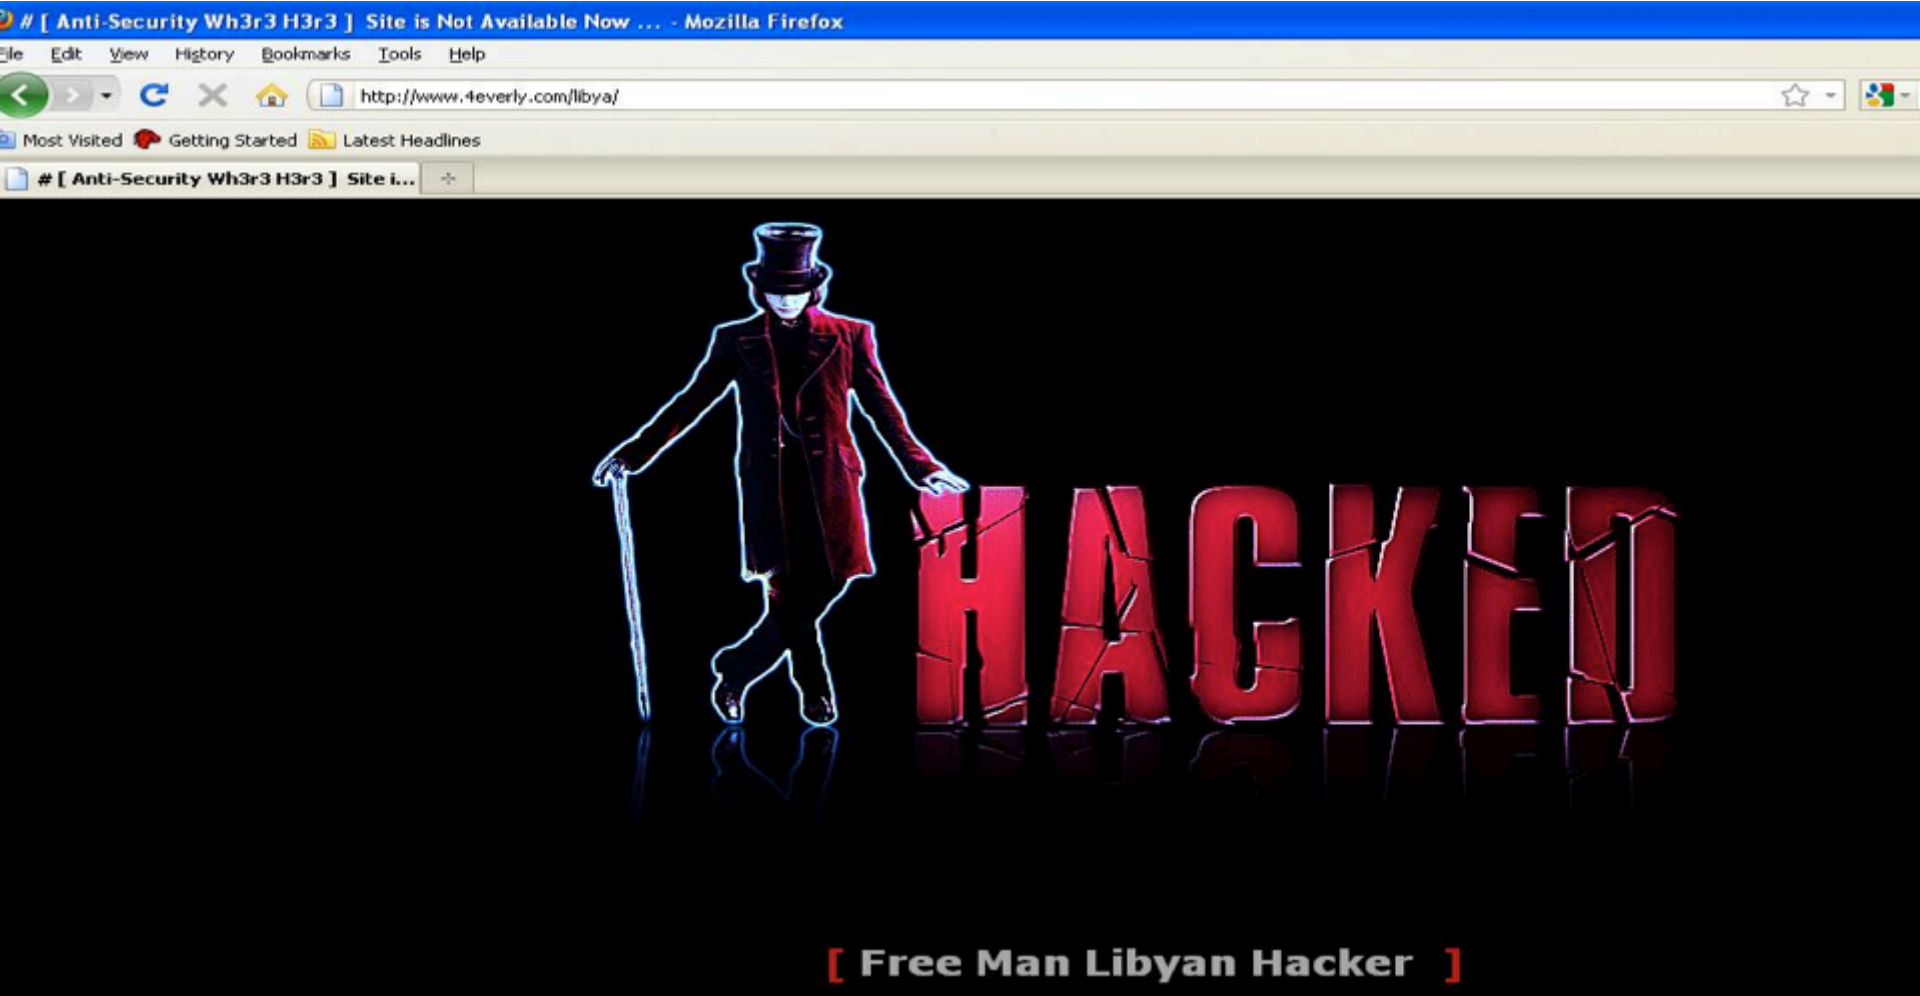 # [ Anti-Security Wh3r3 H3r3 ] Site is Not Available Now ... - Mozilla Firefox
File Edit View History Bookmarks Tools Help
http://www.4everly.com/libya/
Most Visited Getting Started Latest Headlines
# [ Anti-Security Wh3r3 H3r3 ] Site i...
HACKED
[ Free Man Libyan Hacker ]